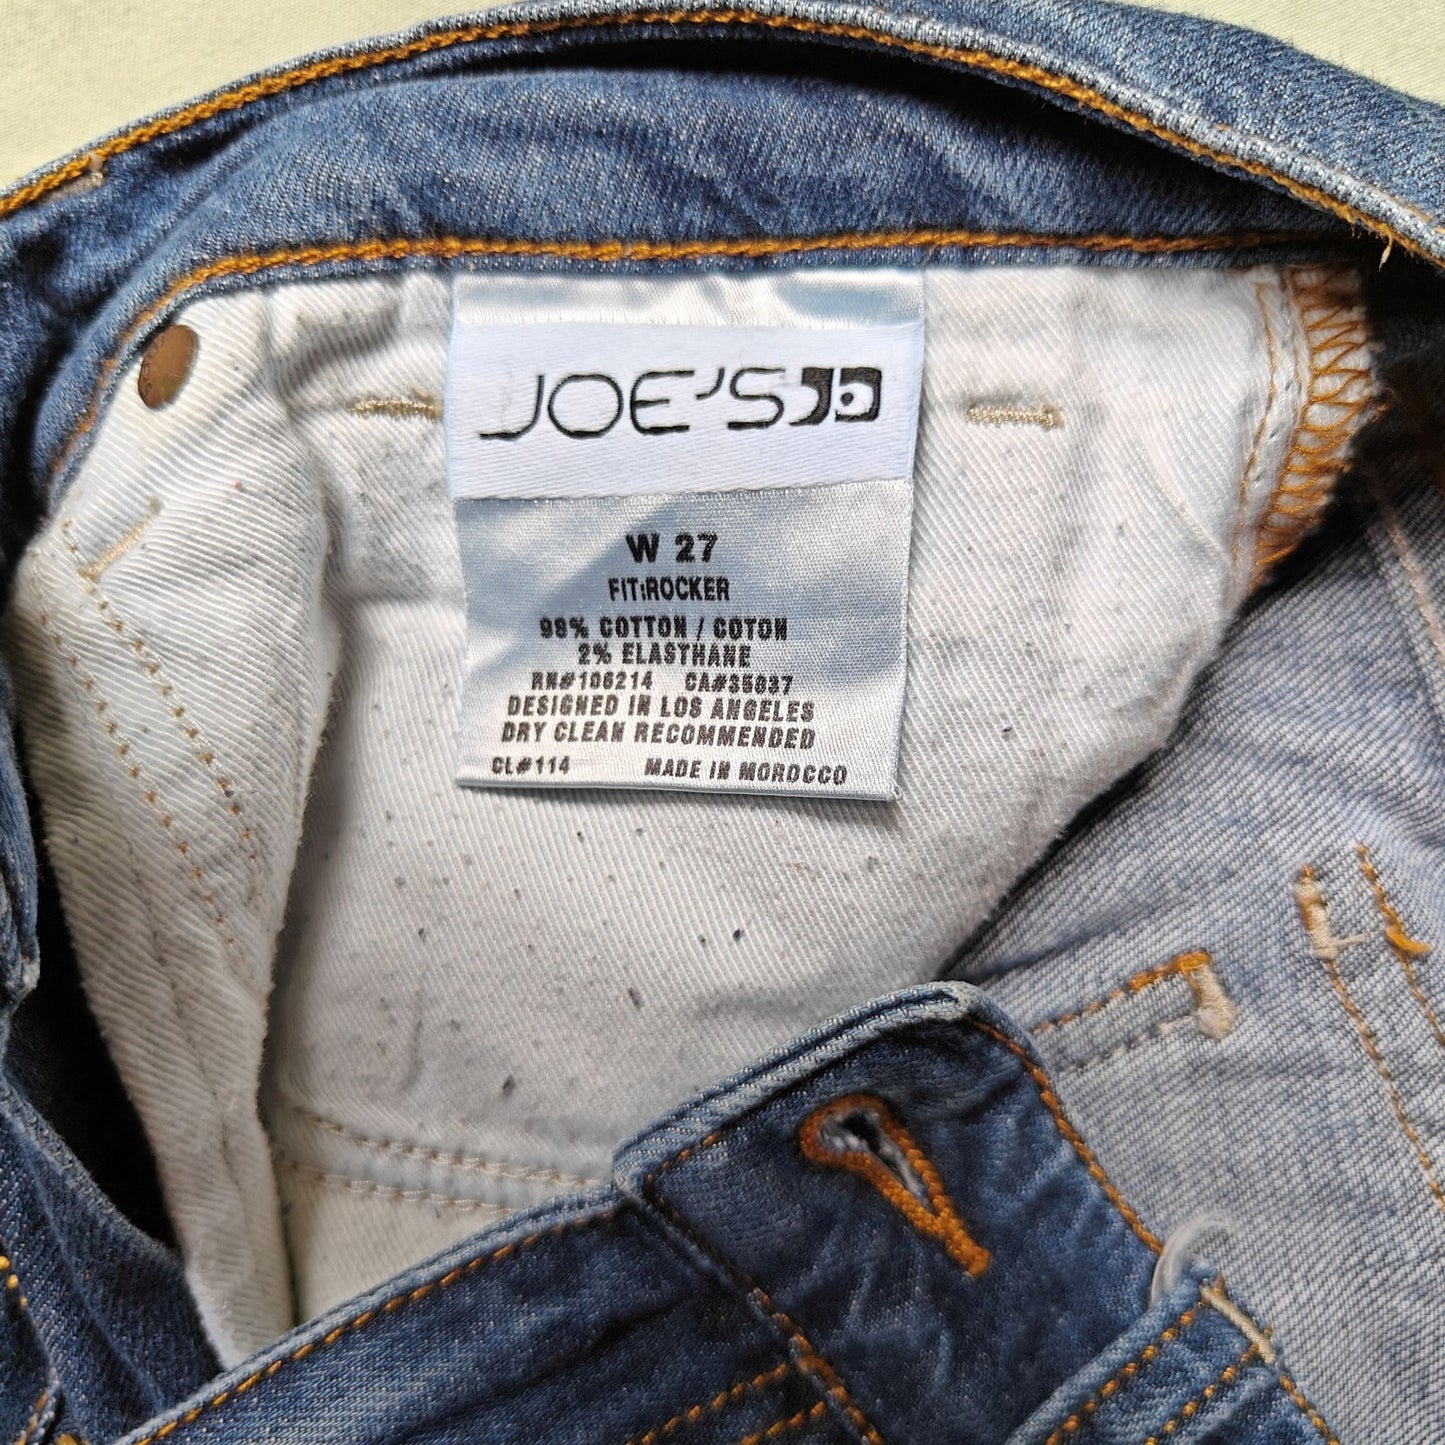 JOE'S
W 27
FIT:ROCKER
98% COTTON / COTON
2% ELASTHANE
RN#106214 CA#35037
DESIGNED IN LOS ANGELES
DRY CLEAN RECOMMENDED
CL#114 MADE IN MOROCCO